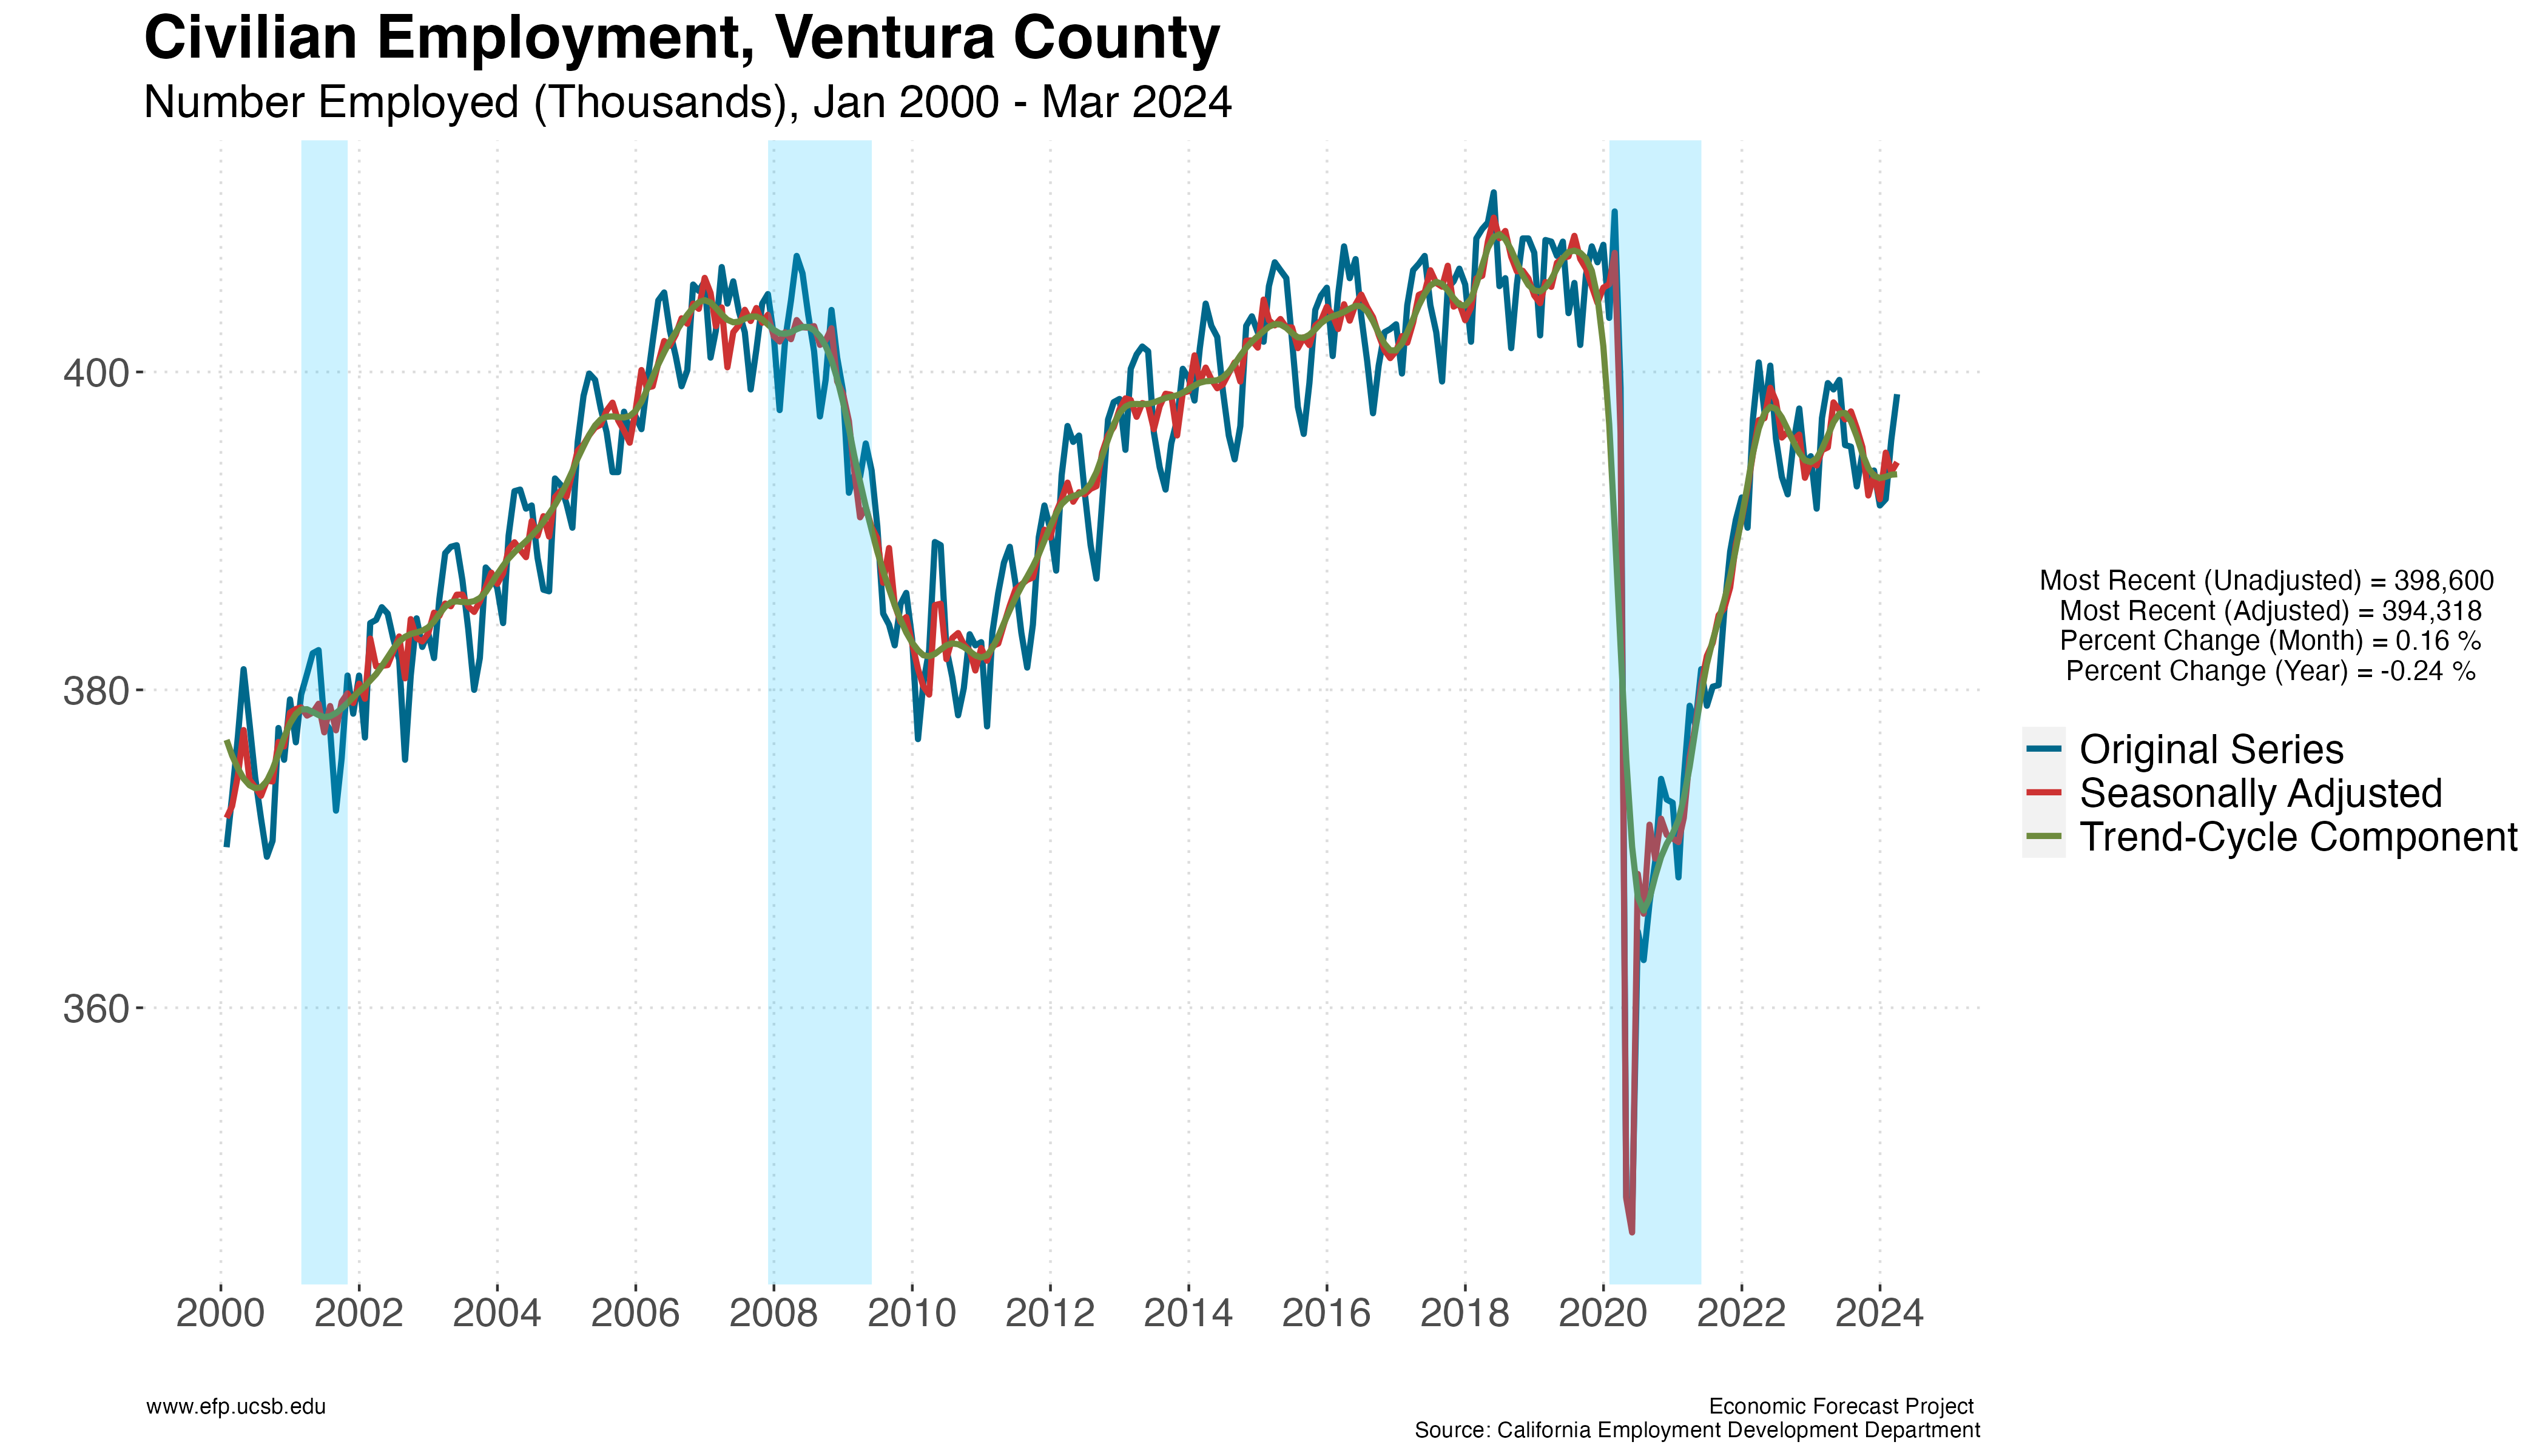 Civilian Employment, Ventura County
Number Employed (Thousands), Jan 2000 - Mar 2024
400
380
360
2000 2002 2004 2006 2008 2010 2012 2014 2016 2018 2020 2022 2024
Most Recent (Unadjusted) = 398,600
Most Recent (Adjusted) = 394,318
Percent Change (Month) = 0.16 %
Percent Change (Year) = -0.24 %
Original Series
Seasonally Adjusted
Trend-Cycle Component
www.efp.ucsb.edu
Economic Forecast Project
Source: California Employment Development Department